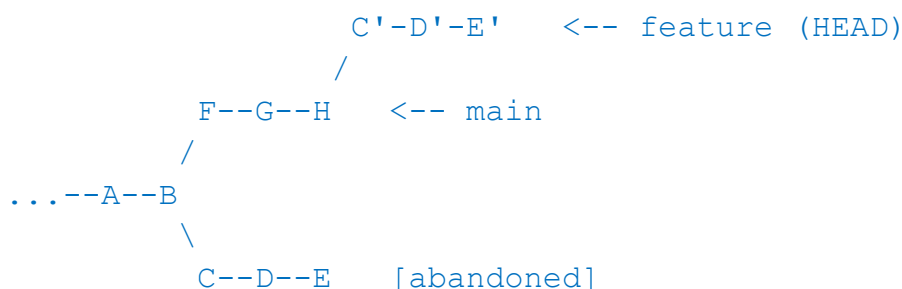 C'-D'-E' <-- feature (HEAD)
/
F--G--H <-- main
/
...--A--B
\
C--D--E [abandoned]